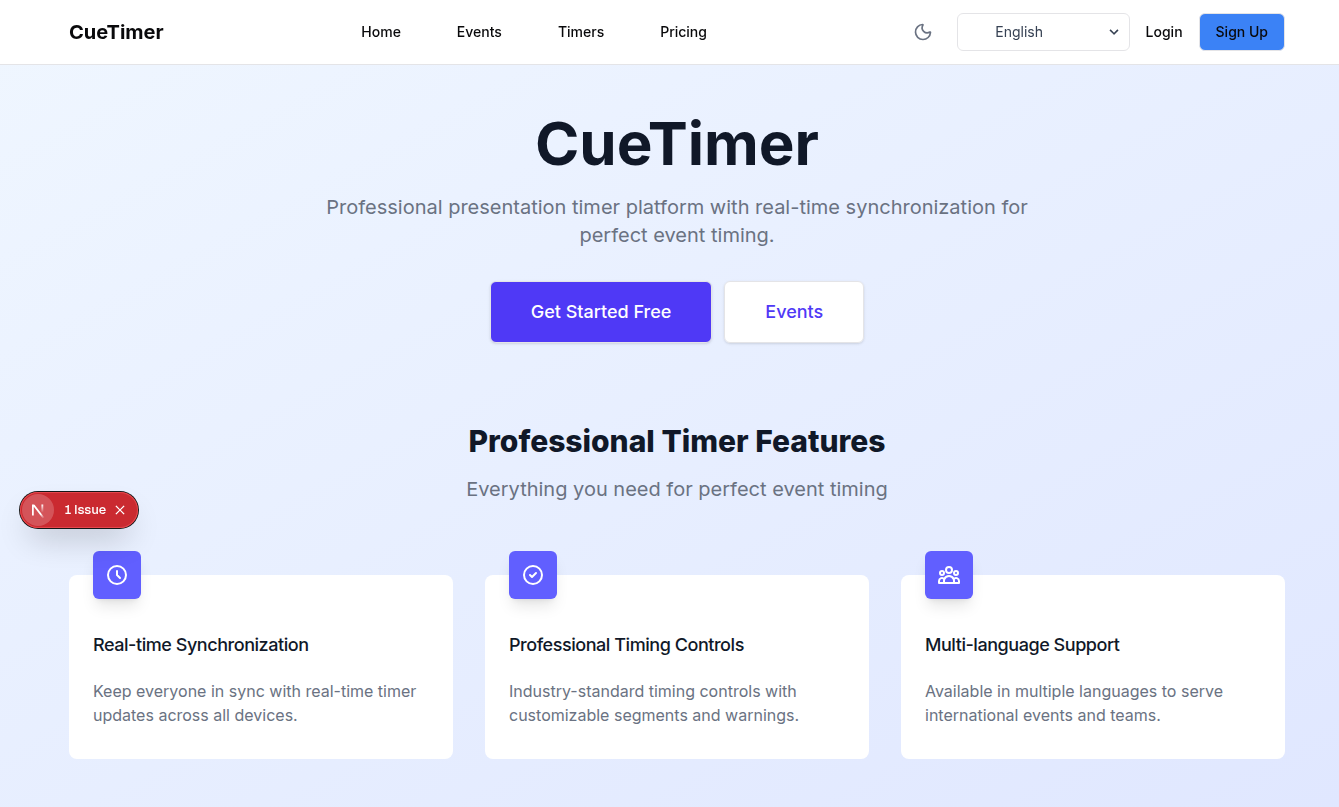 CueTimer
Home
Events
Timers
Pricing
English
Login
Sign Up
CueTimer
Professional presentation timer platform with real-time synchronization for
perfect event timing.
Get Started Free
Events
Professional Timer Features
Everything you need for perfect event timing
N
1 Issue
Real-time Synchronization
Keep everyone in sync with real-time timer
updates across all devices.
Professional Timing Controls
Industry-standard timing controls with
customizable segments and warnings.
Multi-language Support
Available in multiple languages to serve
international events and teams.